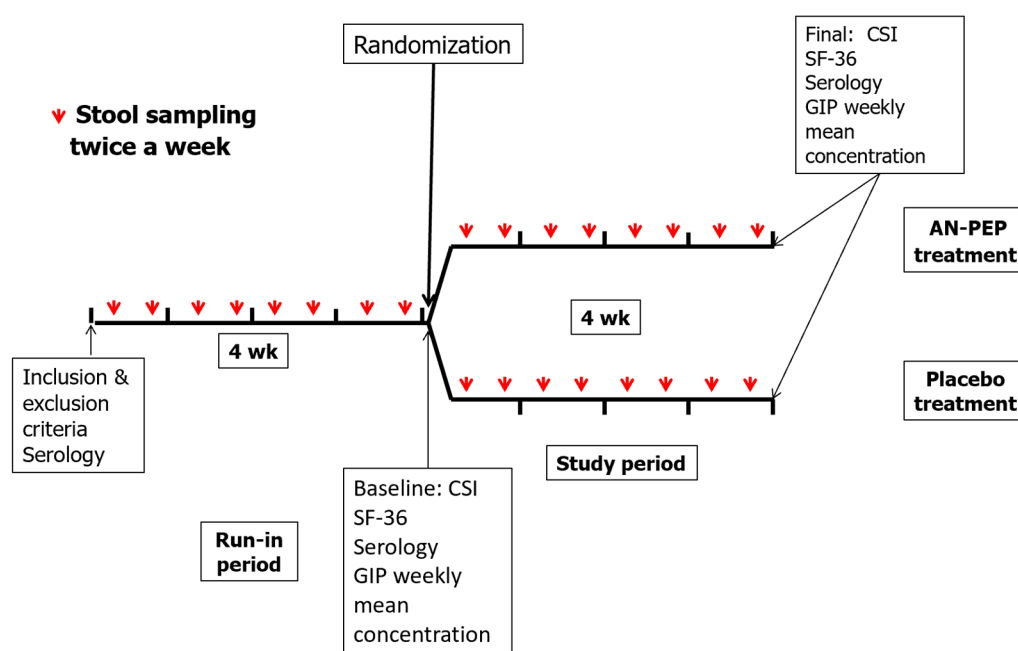 Randomization
Final: CSI
SF-36
Serology
GIP weekly
mean
concentration
Stool sampling
twice a week
AN-PEP
treatment
4 wk
4 wk
Inclusion &
exclusion
criteria
Serology
Placebo
treatment
Study period
Baseline: CSI
SF-36
Serology
GIP weekly
mean
concentration
Run-in
period